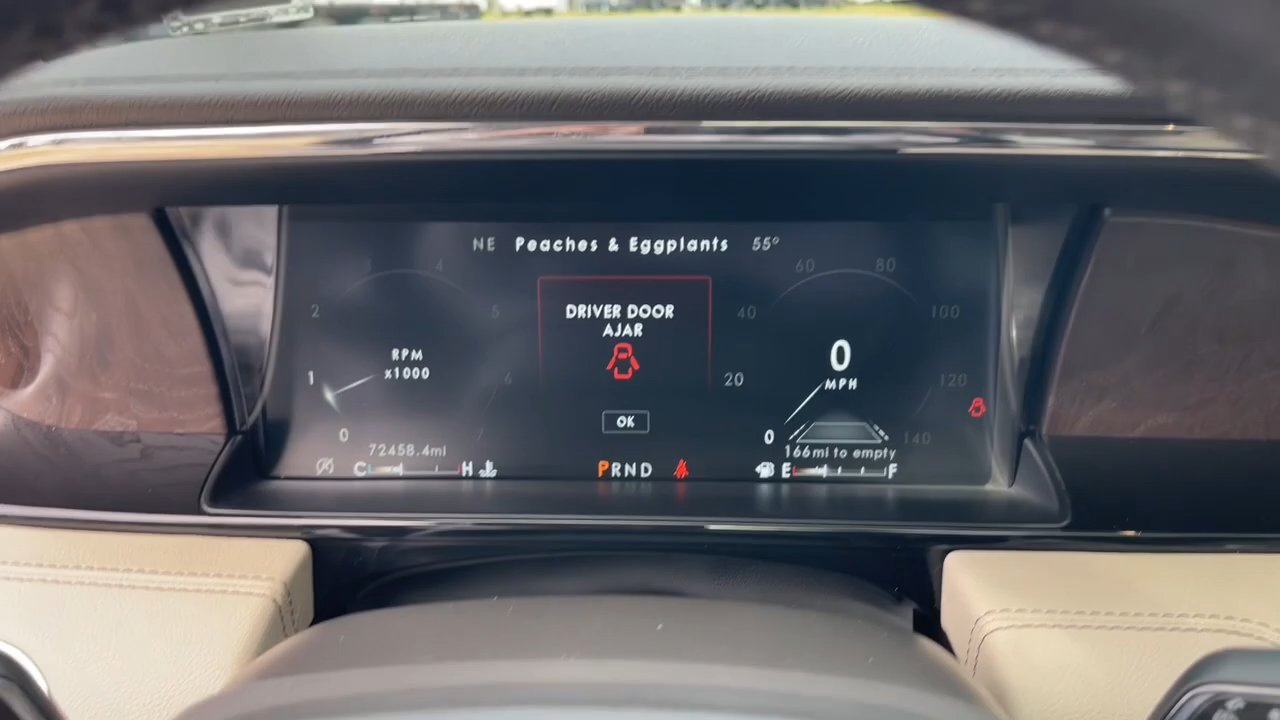 NE Peaches & Eggplants 55°
DRIVER DOOR
AJAR
OK
2
4
5
6
1
0
RPM
x1000
72458.4mi
C H
PRND
60 80
40 100
20 120
0 140
0
MPH
166mi to empty
E F